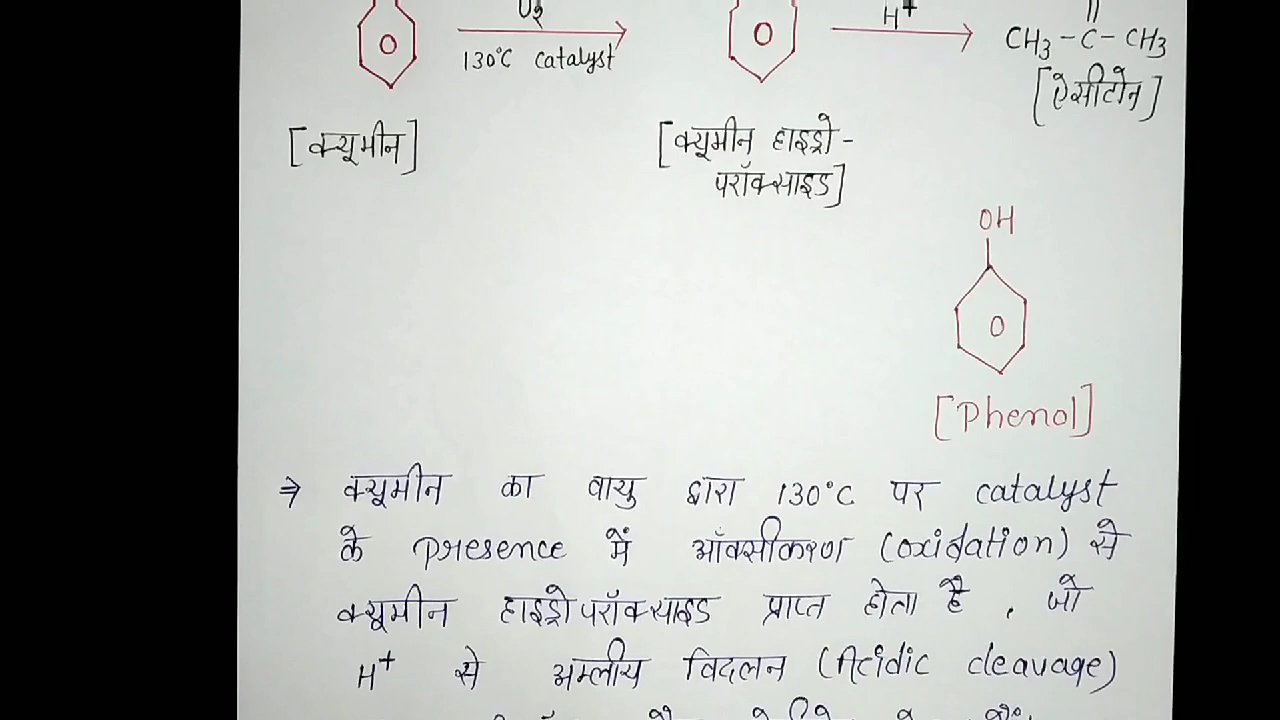 O₂
130°C catalyst
H⁺
CH₃ - C - CH₃
[ऐसीटोन]
[क्यूमीन]
[क्यूमीन हाइड्रो -
परॉक्साइड]
OH
[Phenol]
⇒ क्यूमीन का वायु द्वारा 130°C पर catalyst
के presence में ऑक्सीकरण (oxidation) से
क्यूमीन हाइड्रोपरॉक्साइड प्राप्त होता है , जो
H⁺ से अम्लीय विदलन (Acidic cleavage)